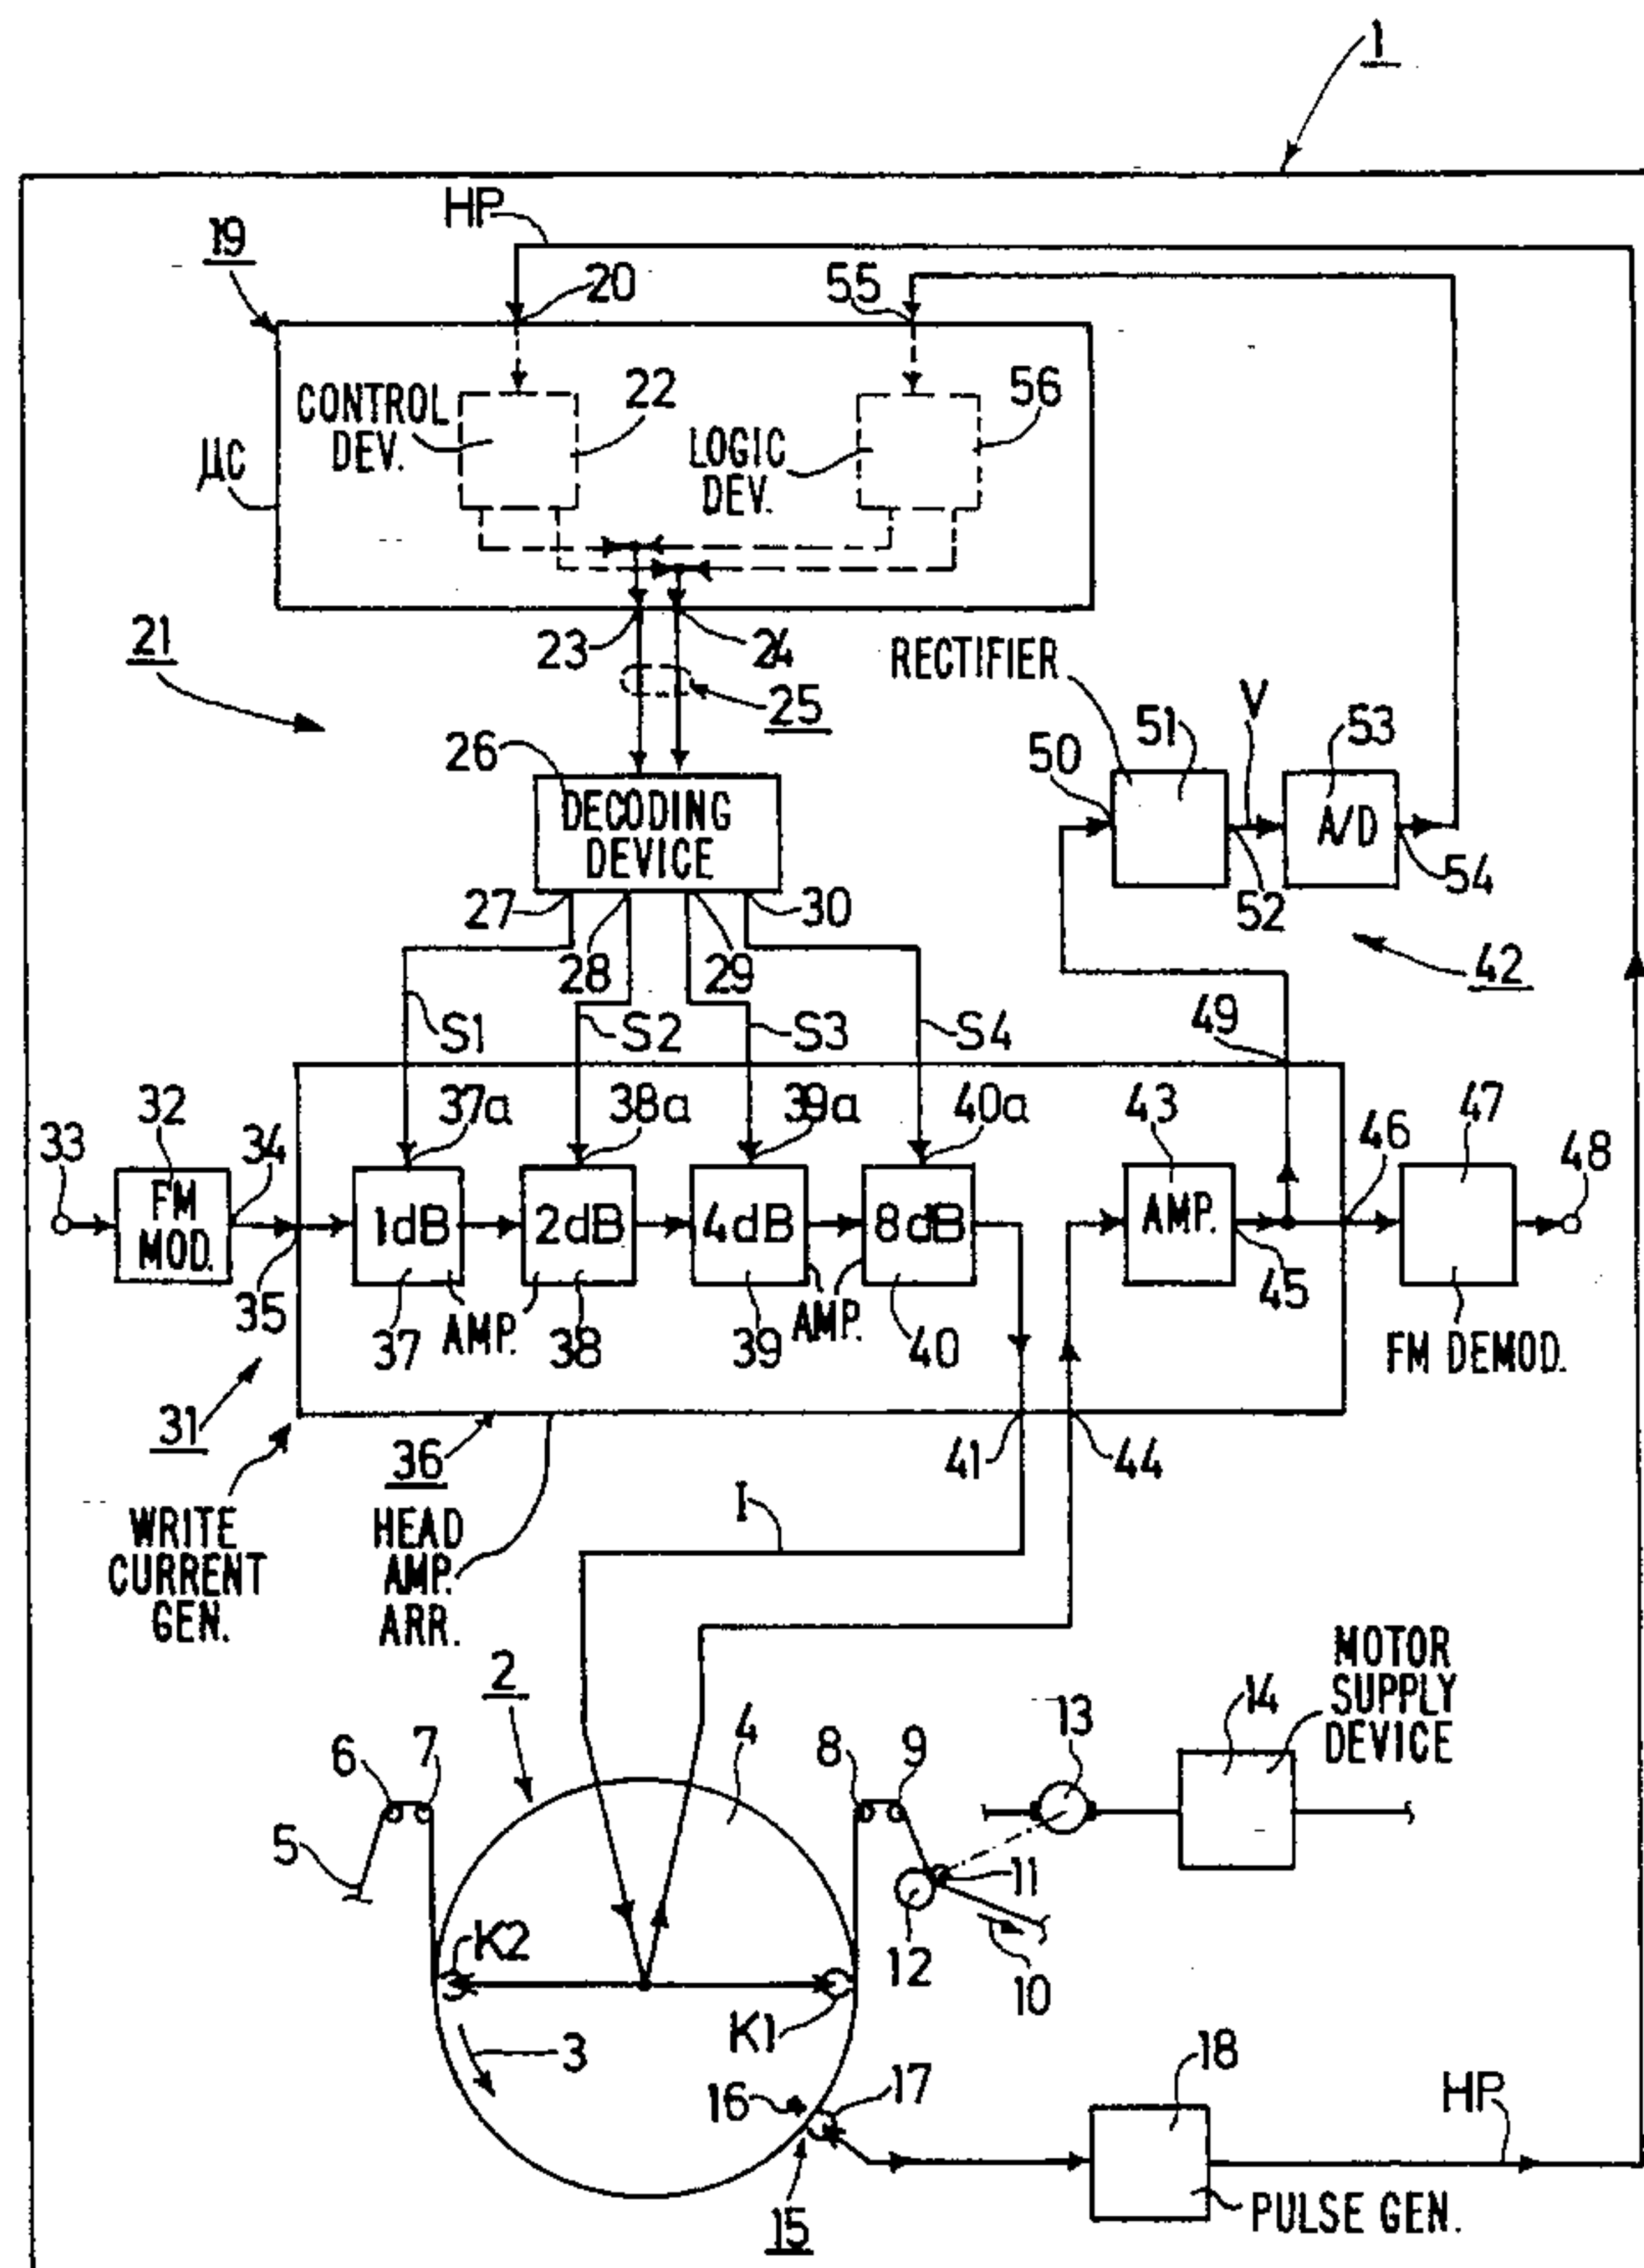 1
HP
19
20
55
CONTROL
DEV.
22
LOGIC
DEV.
56
μC
21
23
24
25
RECTIFIER
V
26
50
51
53
DECODING
DEVICE
A/D
52
54
27
28
29
30
42
S1
S2
S3
S4
49
32
33
34
37a
38a
39a
40a
43
46
47
48
FM
MOD.
1dB
2dB
4dB
8dB
AMP.
35
37
AMP.
38
39
AMP.
40
45
FM DEMOD.
31
36
41
44
WRITE
CURRENT
GEN.
HEAD
AMP.
ARR.
I
MOTOR
SUPPLY
DEVICE
2
4
6
7
8
9
13
14
5
11
12
10
K2
K1
3
16
17
18
HP
15
PULSE GEN.